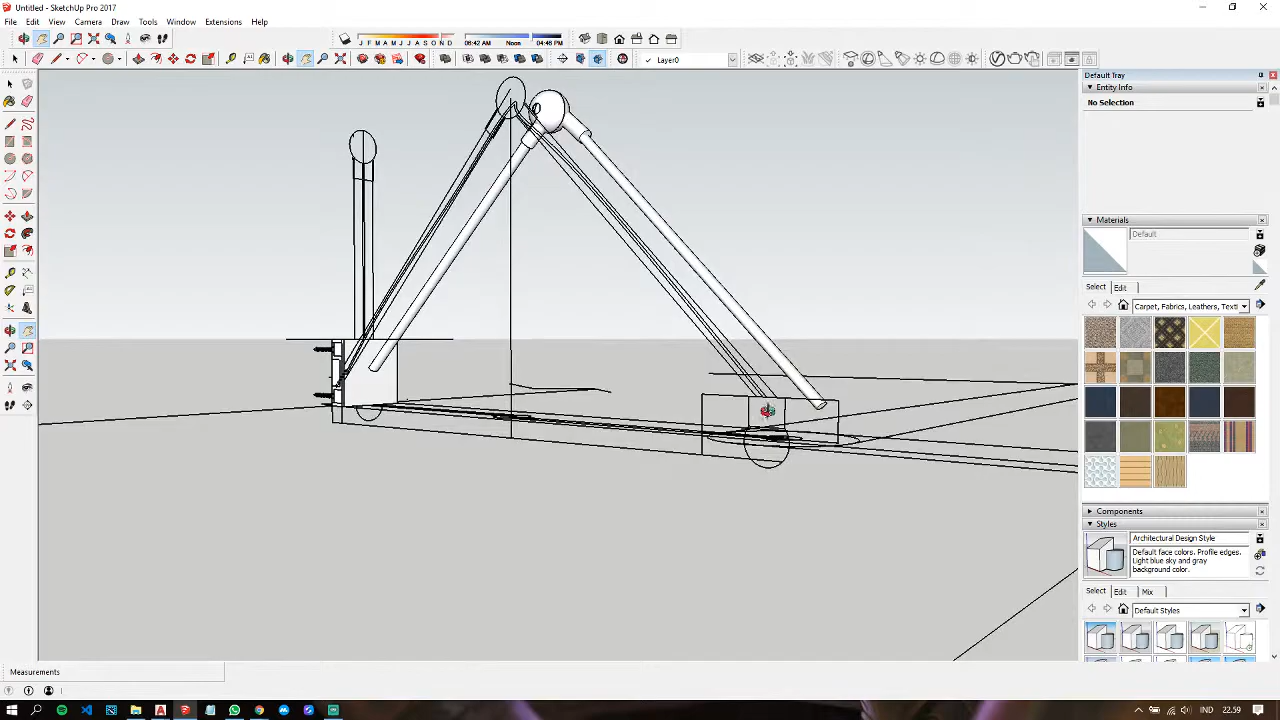 Untitled - SketchUp Pro 2017
File Edit View Camera Draw Tools Window Extensions Help
J F M A M J J A S O N D 06:42 AM Noon 04:46 PM
Layer0
Default Tray
Entity Info
No Selection
Materials
Default
Select Edit
Carpet, Fabrics, Leathers, Texti
Components
Styles
Architectural Design Style
Default face colors. Profile edges. Light blue sky and gray background color.
Select Edit Mix
Default Styles
Measurements
IND 22.59